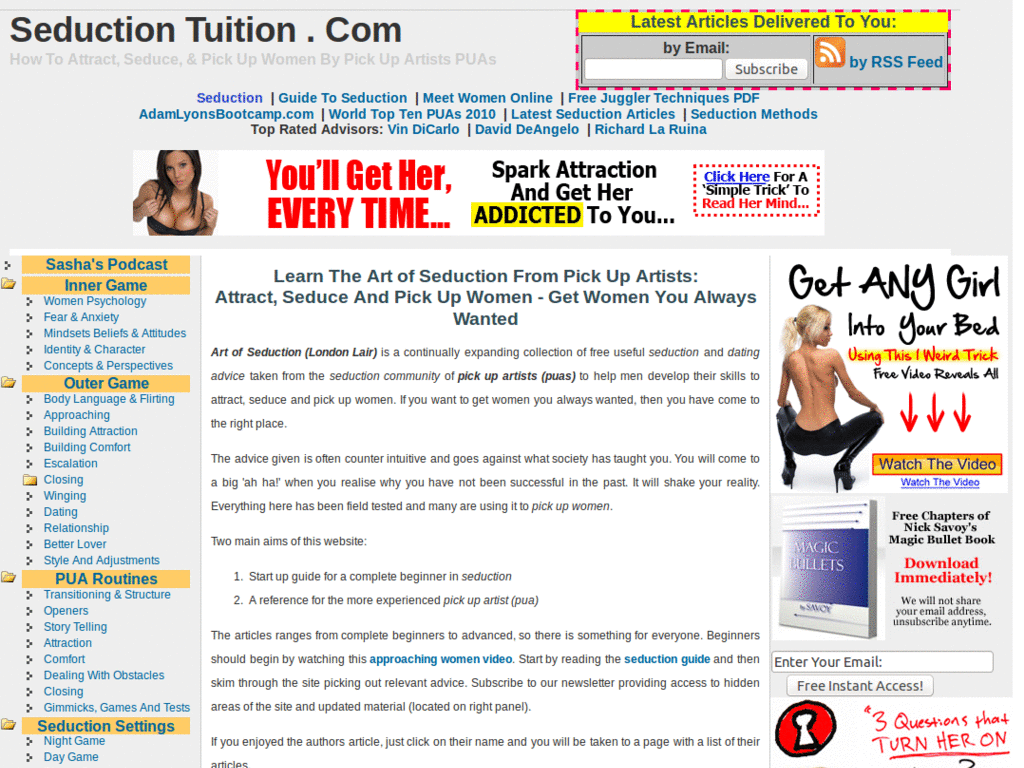 Seduction Tuition . Com
How To Attract, Seduce, & Pick Up Women By Pick Up Artists PUAs
Latest Articles Delivered To You:
by Email:
Subscribe
by RSS Feed
Seduction | Guide To Seduction | Meet Women Online | Free Juggler Techniques PDF
AdamLyonsBootcamp.com | World Top Ten PUAs 2010 | Latest Seduction Articles | Seduction Methods
Top Rated Advisors: Vin DiCarlo | David DeAngelo | Richard La Ruina
You'll Get Her,
EVERY TIME...
Spark Attraction
And Get Her
ADDICTED To You...
Click Here For A
'Simple Trick' To
Read Her Mind...
Sasha's Podcast
Inner Game
Women Psychology
Fear & Anxiety
Mindsets Beliefs & Attitudes
Identity & Character
Concepts & Perspectives
Outer Game
Body Language & Flirting
Approaching
Building Attraction
Building Comfort
Escalation
Closing
Winging
Dating
Relationship
Better Lover
Style And Adjustments
PUA Routines
Transitioning & Structure
Openers
Story Telling
Attraction
Comfort
Dealing With Obstacles
Closing
Gimmicks, Games And Tests
Seduction Settings
Night Game
Day Game
Learn The Art of Seduction From Pick Up Artists:
Attract, Seduce And Pick Up Women - Get Women You Always
Wanted
Art of Seduction (London Lair) is a continually expanding collection of free useful seduction and dating
advice taken from the seduction community of pick up artists (puas) to help men develop their skills to
attract, seduce and pick up women. If you want to get women you always wanted, then you have come to
the right place.
The advice given is often counter intuitive and goes against what society has taught you. You will come to
a big 'ah ha!' when you realise why you have not been successful in the past. It will shake your reality.
Everything here has been field tested and many are using it to pick up women.
Two main aims of this website:
1. Start up guide for a complete beginner in seduction
2. A reference for the more experienced pick up artist (pua)
The articles ranges from complete beginners to advanced, so there is something for everyone. Beginners
should begin by watching this approaching women video. Start by reading the seduction guide and then
skim through the site picking out relevant advice. Subscribe to our newsletter providing access to hidden
areas of the site and updated material (located on right panel).
If you enjoyed the authors article, just click on their name and you will be taken to a page with a list of their
articles.
Get ANY Girl
Into Your Bed
Using This 1 Weird Trick
Free Video Reveals All
Watch The Video
Watch The Video
MAGIC
BULLETS
by SAVOY
Free Chapters of
Nick Savoy's
Magic Bullet Book
Download
Immediately!
We will not share
your email address,
unsubscribe anytime.
Enter Your Email:
Free Instant Access!
"3 Questions that
TURN HER ON